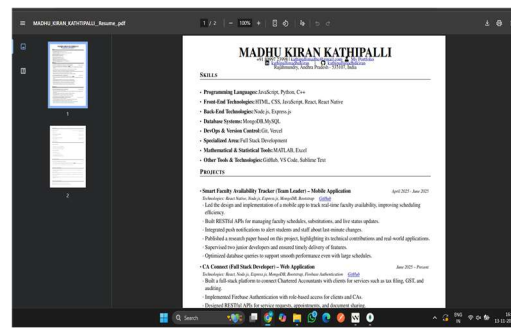 MADHU_KIRAN_KATHTIPALLI_Resume_pdf
1 / 2
100%
MADHU KIRAN KATHIPALLI
My Portfolio
Rajahmundry, Andhra Pradesh - 533107, India
SKILLS
• Programming Languages: JavaScript, Python, C++
• Front-End Technologies: HTML, CSS, JavaScript, React, React Native
• Back-End Technologies: Node.js, Express.js
• Database Systems: MongoDB, MySQL
• DevOps & Version Control: Git, Vercel
• Specialized Area: Full Stack Development
• Mathematical & Statistical Tools: MATLAB, Excel
• Other Tools & Technologies: GitHub, VS Code, Sublime Text
PROJECTS
• Smart Faculty Availability Tracker (Team Leader) – Mobile Application April 2025 - June 2025
Technologies: React Native, Node.js, Express.js, MongoDB, Bootstrap GitHub
- Led the design and implementation of a mobile app to track real-time faculty availability, improving scheduling
efficiency.
- Built RESTful APIs for managing faculty schedules, substitutions, and live status updates.
- Integrated push notifications to alert students and staff about last-minute changes.
- Published a research paper based on this project, highlighting its technical contributions and real-world applications.
- Supervised two junior developers and ensured timely delivery of features.
- Optimized database queries to support smooth performance even with large schedules.
• CA Connect (Full Stack Developer) – Web Application June 2025 - Present
Technologies: React, Node.js, Express.js, MongoDB, Bootstrap, Firebase Authentication GitHub
- Built a full-stack platform to connect Chartered Accountants with clients for services such as tax filing, GST, and
auditing.
- Implemented Firebase Authentication with role-based access for clients and CAs.
- Designed RESTful APIs for service requests, appointments, and document sharing.
1
2
Search
ENG
IN